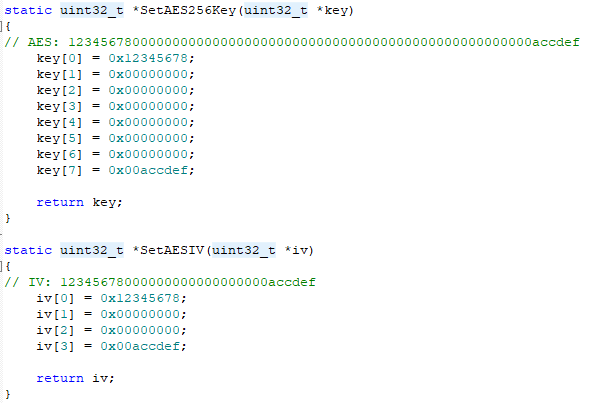 static uint32_t *SetAES256Key(uint32_t *key)
{
// AES: 1234567800000000000000000000000000000000000000000000000000accdef
key[0] = 0x12345678;
key[1] = 0x00000000;
key[2] = 0x00000000;
key[3] = 0x00000000;
key[4] = 0x00000000;
key[5] = 0x00000000;
key[6] = 0x00000000;
key[7] = 0x00accdef;
return key;
}
static uint32_t *SetAESIV(uint32_t *iv)
{
// IV: 12345678000000000000000000accdef
iv[0] = 0x12345678;
iv[1] = 0x00000000;
iv[2] = 0x00000000;
iv[3] = 0x00accdef;
return iv;
}